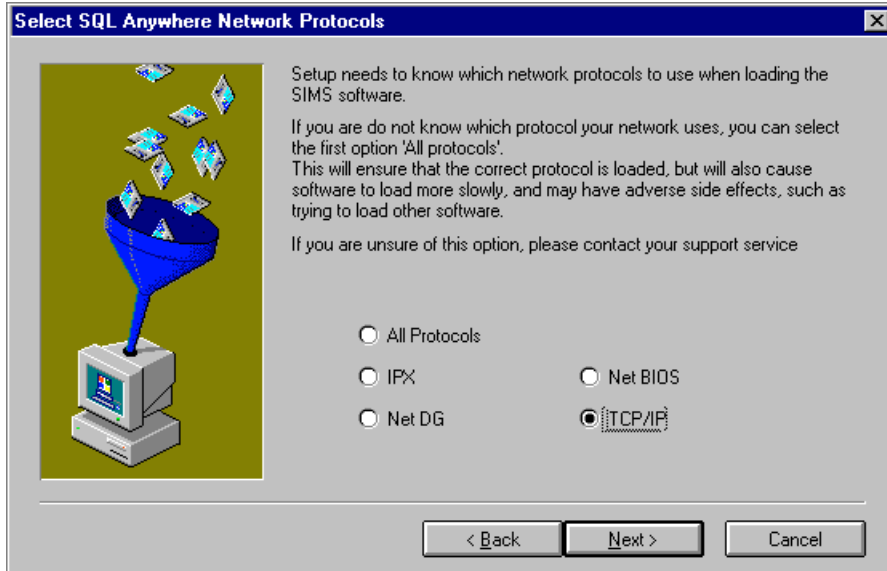 Select SQL Anywhere Network Protocols
Setup needs to know which network protocols to use when loading the
SIMS software.
If you are do not know which protocol your network uses, you can select
the first option 'All protocols'.
This will ensure that the correct protocol is loaded, but will also cause
software to load more slowly, and may have adverse side effects, such as
trying to load other software.
If you are unsure of this option, please contact your support service
All Protocols
IPX
Net BIOS
Net DG
TCP/IP
< Back
Next >
Cancel